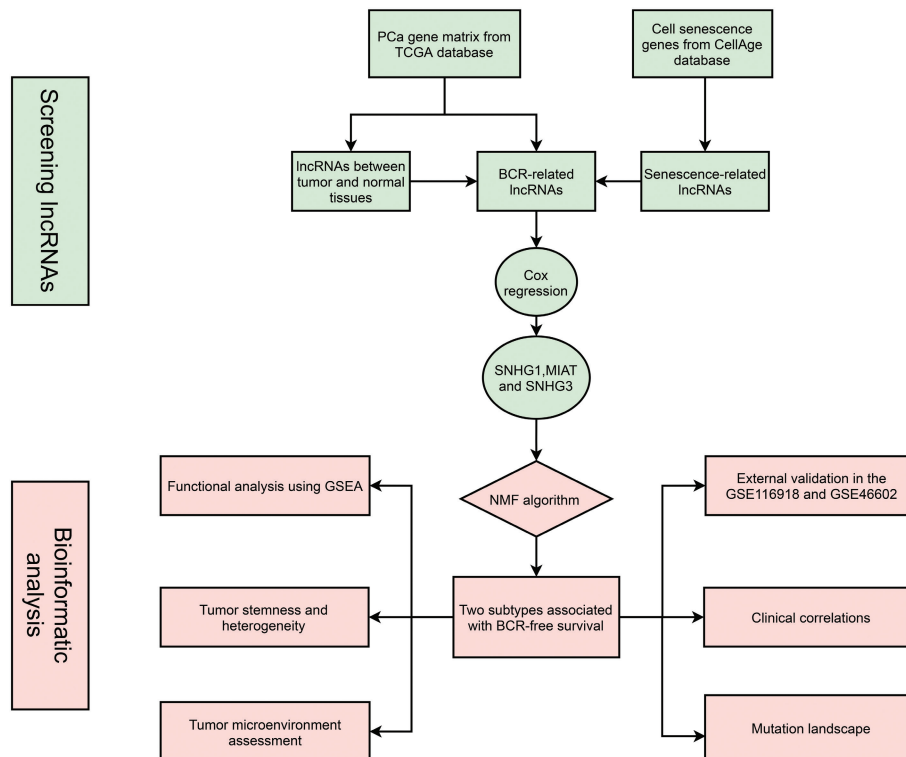 Screening lncRNAs
PCa gene matrix from
TCGA database
Cell senescence
genes from CellAge
database
lncRNAs between
tumor and normal
tissues
BCR-related
lncRNAs
Senescence-related
lncRNAs
Cox
regression
SNHG1,MIAT
and SNHG3
Bioinformatic
analysis
Functional analysis using GSEA
NMF algorithm
External validation in the
GSE116918 and GSE46602
Tumor stemness and
heterogeneity
Two subtypes associated
with BCR-free survival
Clinical correlations
Tumor microenvironment
assessment
Mutation landscape